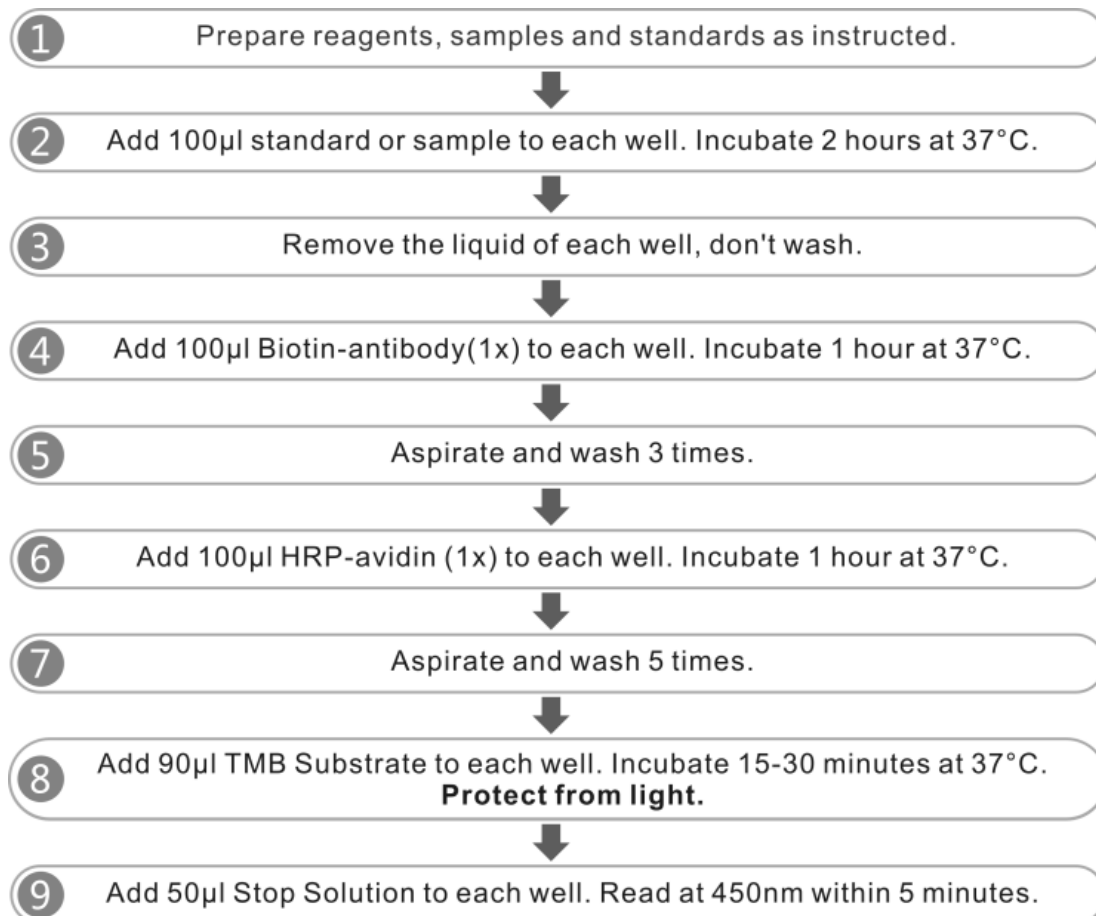 1 Prepare reagents, samples and standards as instructed.
2 Add 100µl standard or sample to each well. Incubate 2 hours at 37°C.
3 Remove the liquid of each well, don't wash.
4 Add 100µl Biotin-antibody(1x) to each well. Incubate 1 hour at 37°C.
5 Aspirate and wash 3 times.
6 Add 100µl HRP-avidin (1x) to each well. Incubate 1 hour at 37°C.
7 Aspirate and wash 5 times.
8 Add 90µl TMB Substrate to each well. Incubate 15-30 minutes at 37°C.
Protect from light.
9 Add 50µl Stop Solution to each well. Read at 450nm within 5 minutes.